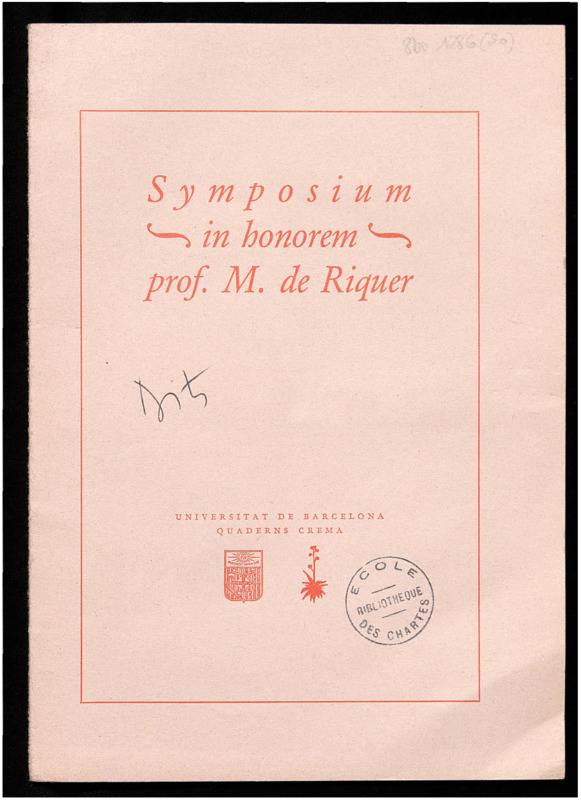 Symposium
in honorem
prof. M. de Riquer
UNIVERSITAT DE BARCELONA
QUADERNS CREMA
ECOLE
BIBLIOTHEQUE
DES CHARTES